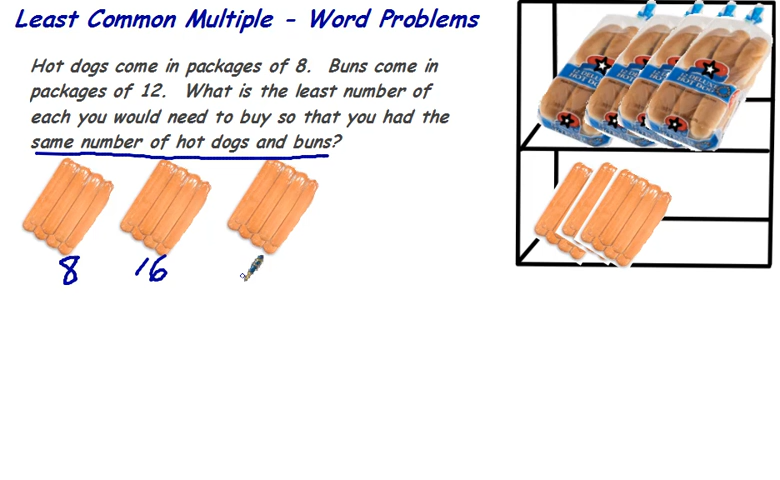 Least Common Multiple - Word Problems
Hot dogs come in packages of 8. Buns come in
packages of 12. What is the least number of
each you would need to buy so that you had the
same number of hot dogs and buns?
8 16